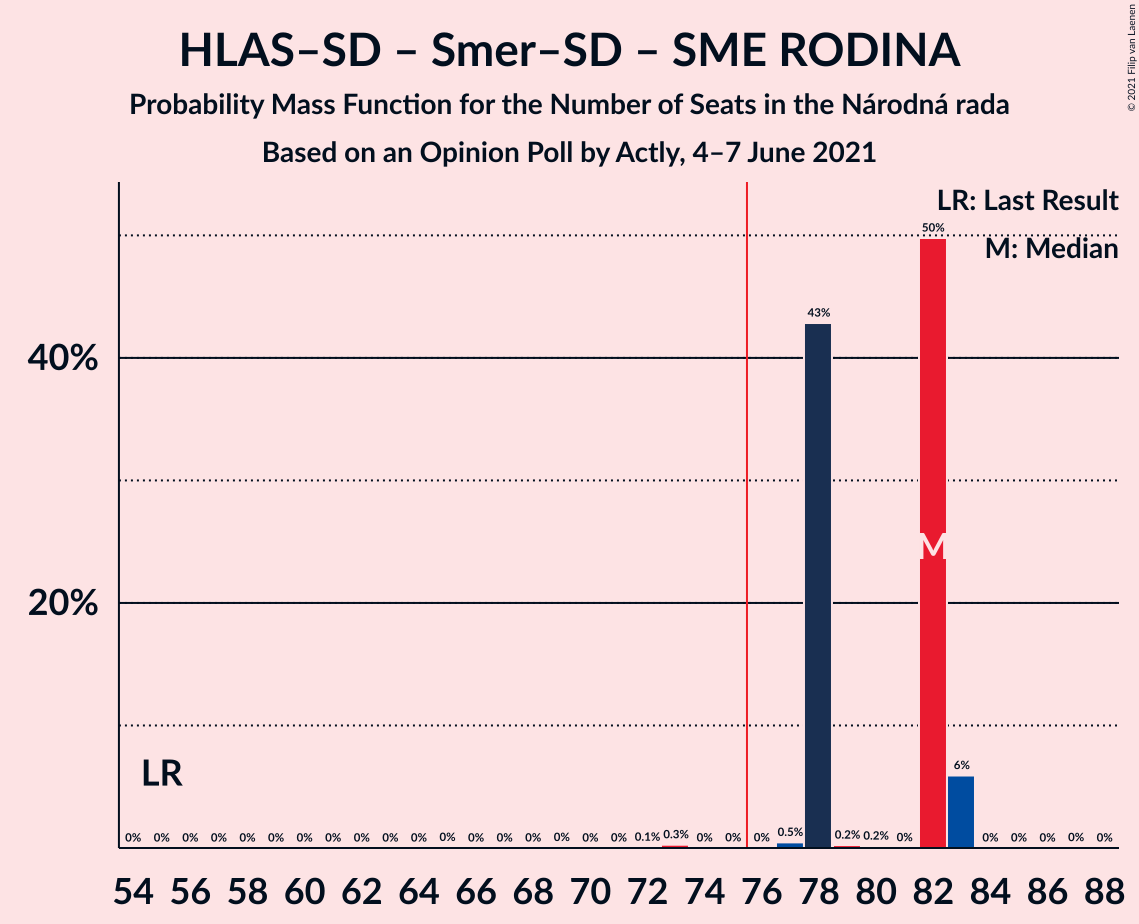 HLAS–SD – Smer–SD – SME RODINA
Probability Mass Function for the Number of Seats in the Národná rada
Based on an Opinion Poll by Actly, 4–7 June 2021
© 2021 Filip van Laenen
LR: Last Result
M: Median
50%
43%
40%
M
20%
LR
6%
0% 0% 0% 0% 0% 0% 0% 0% 0% 0% 0% 0% 0% 0% 0% 0% 0% 0% 0.1% 0.3% 0% 0% 0% 0.5% 0.2% 0.2% 0% 0% 0% 0% 0% 0%
54 56 58 60 62 64 66 68 70 72 74 76 78 80 82 84 86 88